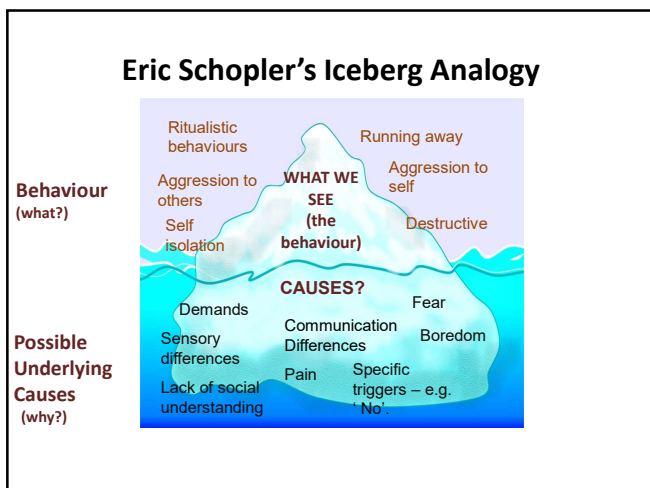 Eric Schopler’s Iceberg Analogy
Ritualistic
behaviours
Running away
Aggression to
self
Aggression to
others
Self
isolation
Destructive
WHAT WE
SEE
(the
behaviour)
Behaviour
(what?)
CAUSES?
Demands
Fear
Communication
Differences
Boredom
Sensory
differences
Pain
Specific
triggers – e.g.
‘ No’.
Lack of social
understanding
Possible
Underlying
Causes
(why?)